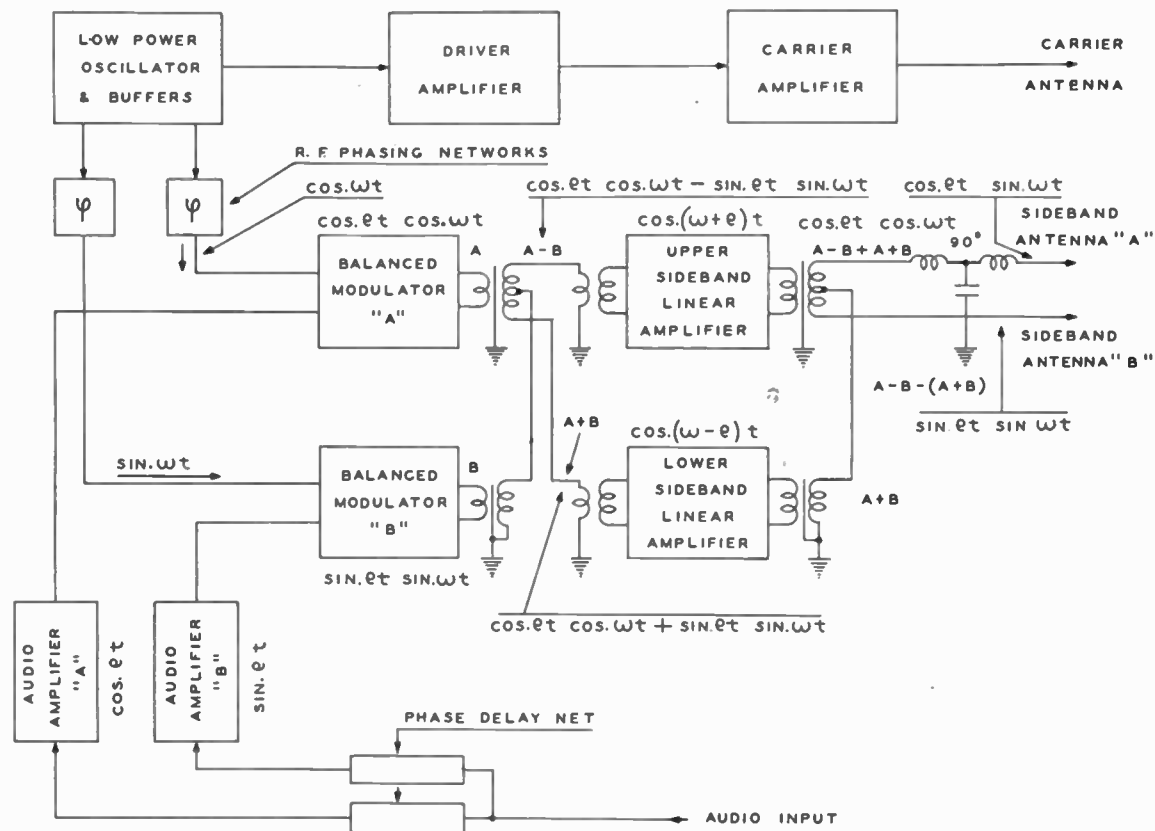 LOW POWER
OSCILLATOR
& BUFFERS
DRIVER
AMPLIFIER
CARRIER
AMPLIFIER
CARRIER
ANTENNA
R.F. PHASING NETWORKS
φ
φ
COS.ωt
COS.et COS.ωt
BALANCED
MODULATOR
"A"
A
A-B
COS.et COS.ωt - SIN.et SIN.ωt
COS.(ω+e)t
UPPER
SIDEBAND
LINEAR
AMPLIFIER
COS.et COS.ωt
A-B+A+B
90°
COS.et SIN.ωt
SIDEBAND
ANTENNA "A"
SIDEBAND
ANTENNA "B"
A-B-(A+B)
SIN.et SIN ωt
SIN.ωt
BALANCED
MODULATOR
"B"
B
SIN.et SIN.ωt
A+B
COS.(ω-e)t
LOWER
SIDEBAND
LINEAR
AMPLIFIER
A+B
COS.et COS.ωt + SIN.et SIN.ωt
AUDIO
AMPLIFIER
"A"
COS.et
AUDIO
AMPLIFIER
"B"
SIN.et
PHASE DELAY NET
AUDIO INPUT